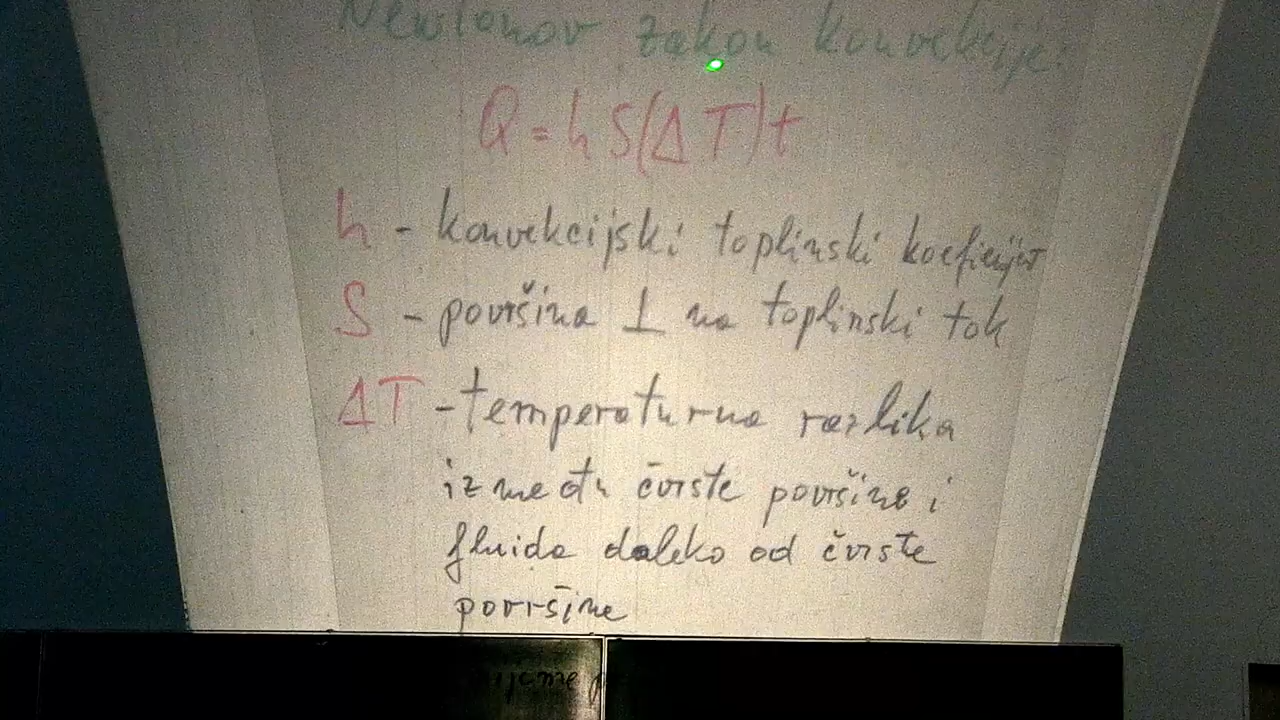 Newtonov zakon konvekcije:
Q = h S(ΔT)t
h - konvekcijski toplinski koeficijent
S - površina ⊥ na toplinski tok
ΔT - temperaturna razlika
između čvrste površine i
fluida daleko od čvrste
površine